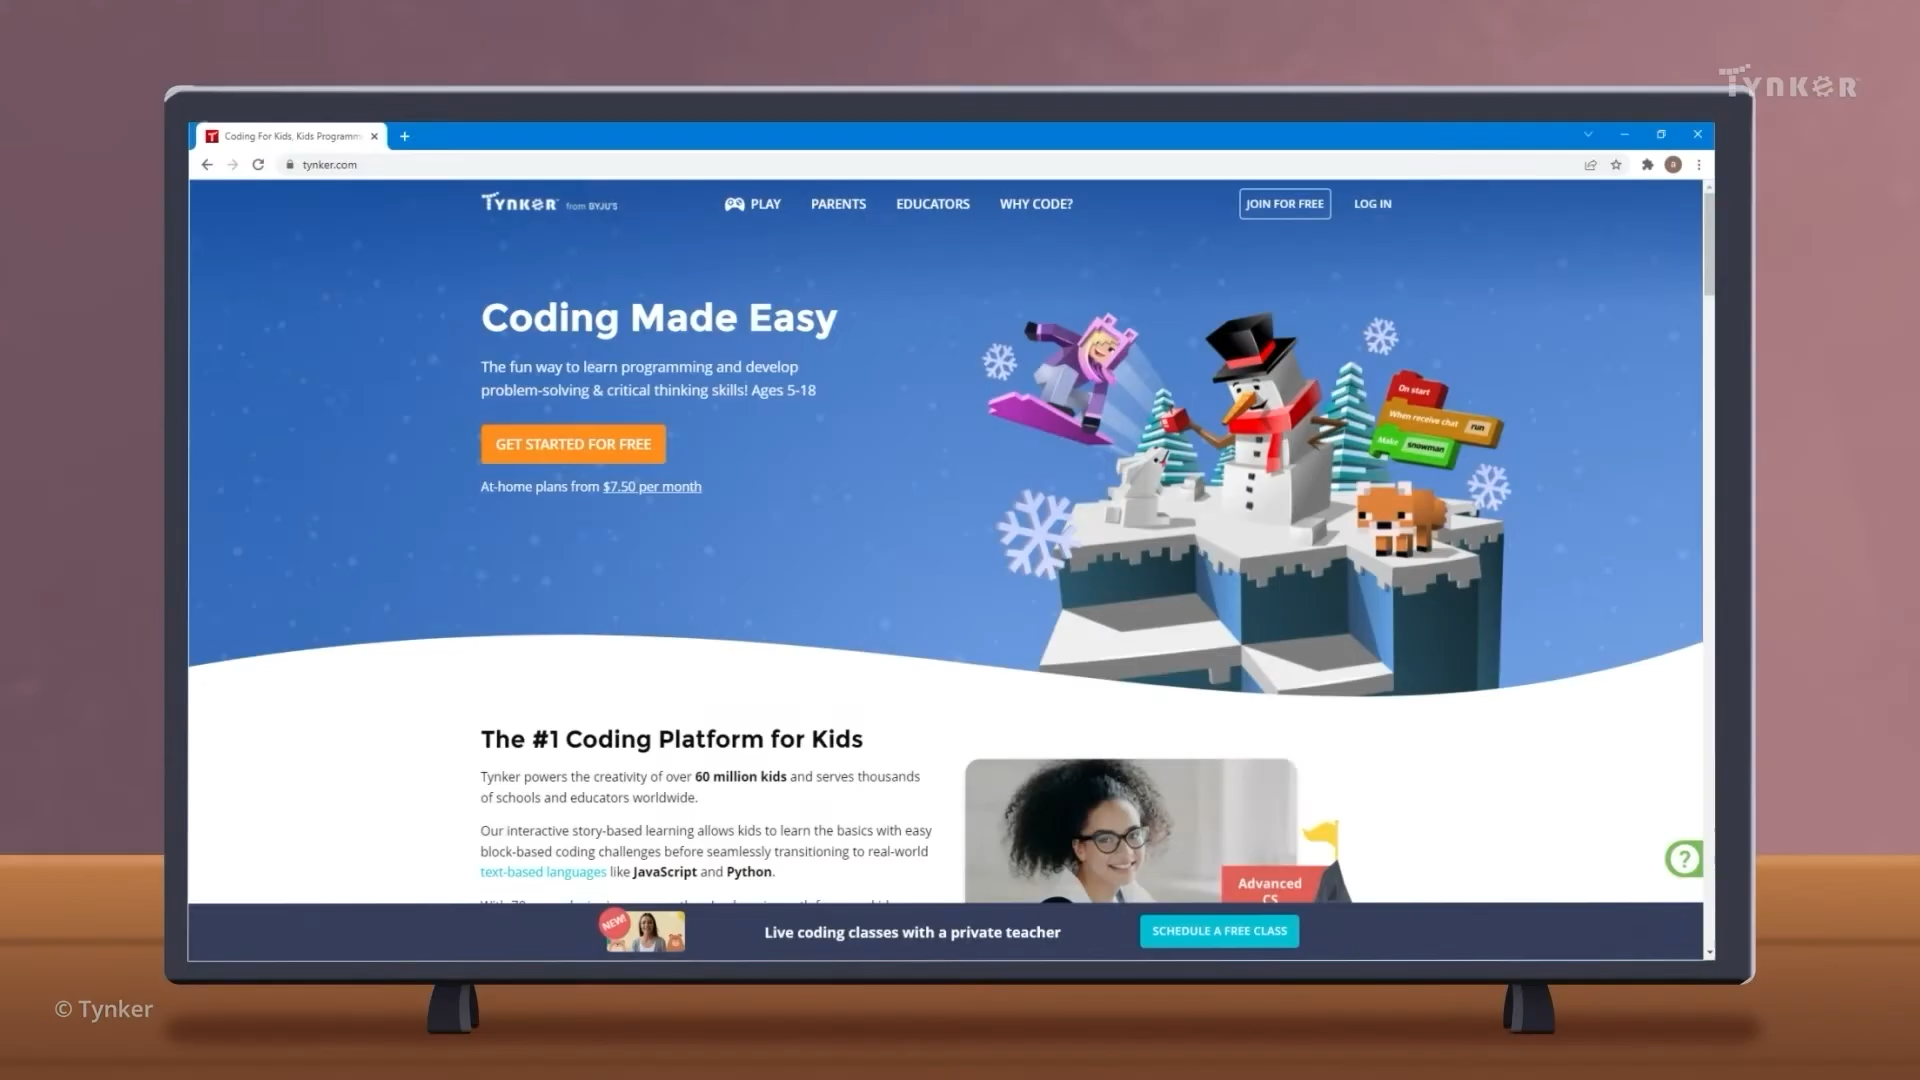 TYNKER
Coding For Kids, Kids Programm
tynker.com
TYNKER from BYJU'S
PLAY
PARENTS
EDUCATORS
WHY CODE?
JOIN FOR FREE
LOG IN
Coding Made Easy
The fun way to learn programming and develop
problem-solving & critical thinking skills! Ages 5-18
GET STARTED FOR FREE
At-home plans from $7.50 per month
On start
When receive chat run
Make snowman
The #1 Coding Platform for Kids
Tynker powers the creativity of over 60 million kids and serves thousands
of schools and educators worldwide.
Our interactive story-based learning allows kids to learn the basics with easy
block-based coding challenges before seamlessly transitioning to real-world
text-based languages like JavaScript and Python.
Advanced
CS
NEW!
Live coding classes with a private teacher
SCHEDULE A FREE CLASS
?
© Tynker